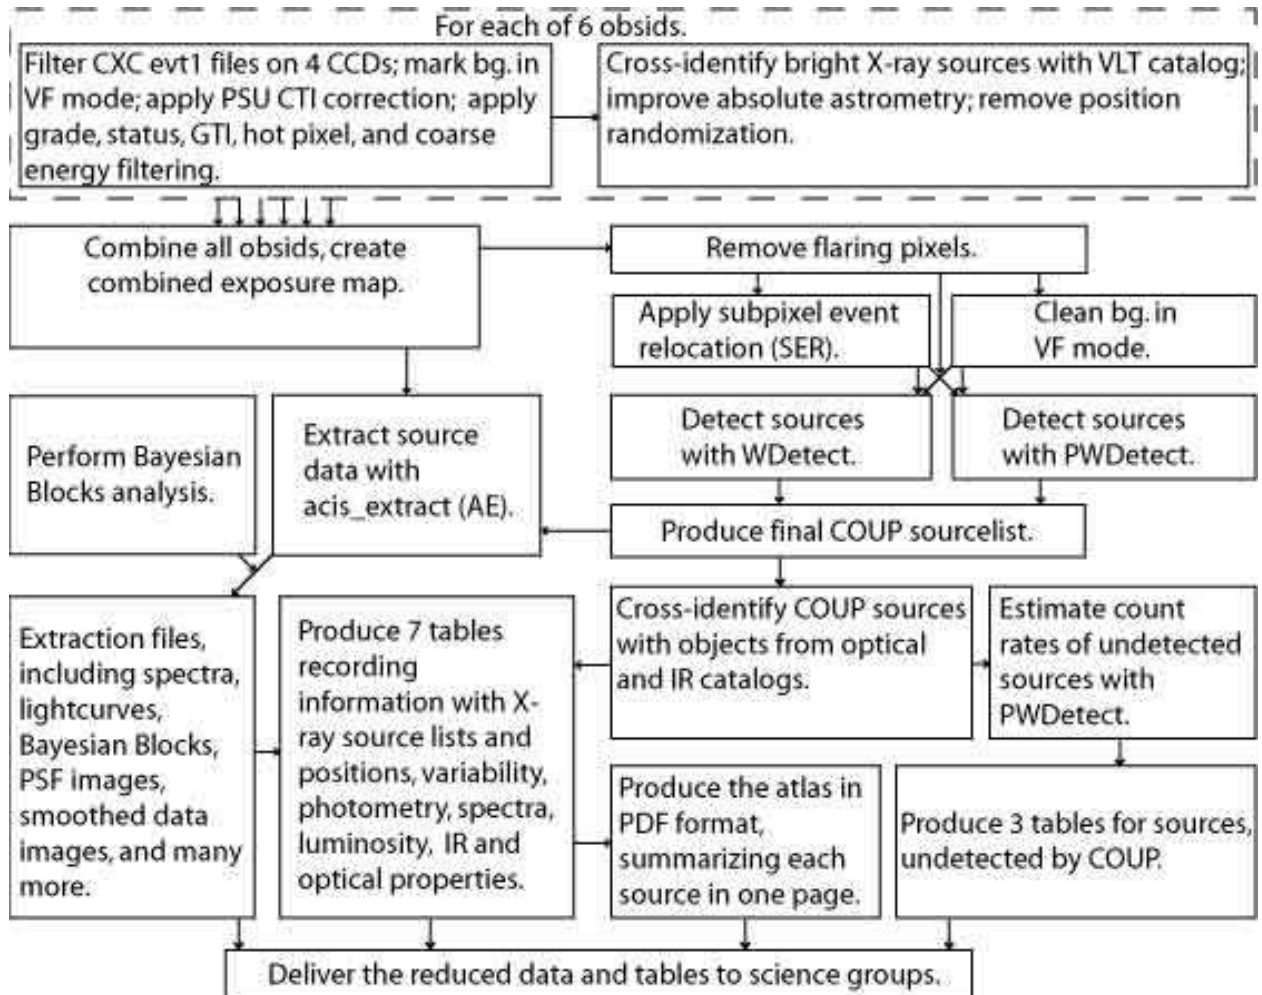 For each of 6 obsids.
Filter CXC evt1 files on 4 CCDs; mark bg. in
VF mode; apply PSU CTI correction; apply
grade, status, GTI, hot pixel, and coarse
energy filtering.
Cross-identify bright X-ray sources with VLT catalog;
improve absolute astrometry; remove position
randomization.
Combine all obsids, create
combined exposure map.
Remove flaring pixels.
Apply subpixel event
relocation (SER).
Clean bg. in
VF mode.
Perform Bayesian
Blocks analysis.
Extract source
data with
acis_extract (AE).
Detect sources
with WDetect.
Detect sources
with PWDetect.
Produce final COUP sourcelist.
Extraction files,
including spectra,
lightcurves,
Bayesian Blocks,
PSF images,
smoothed data
images, and many
more.
Produce 7 tables
recording
information with X-
ray source lists and
positions, variability,
photometry, spectra,
luminosity, IR and
optical properties.
Cross-identify COUP sources
with objects from optical
and IR catalogs.
Estimate count
rates of undetected
sources with
PWDetect.
Produce the atlas in
PDF format,
summarizing each
source in one page.
Produce 3 tables for sources,
undetected by COUP.
Deliver the reduced data and tables to science groups.